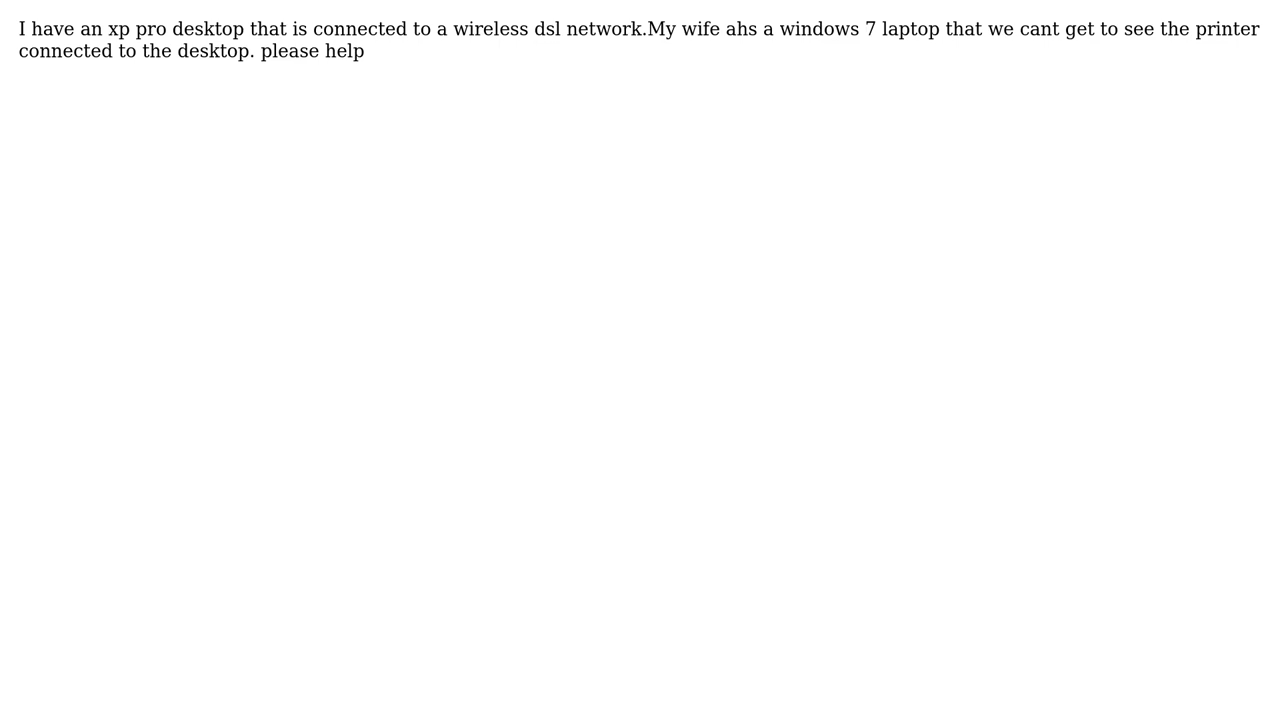 I have an xp pro desktop that is connected to a wireless dsl network.My wife ahs a windows 7 laptop that we cant get to see the printer
connected to the desktop. please help